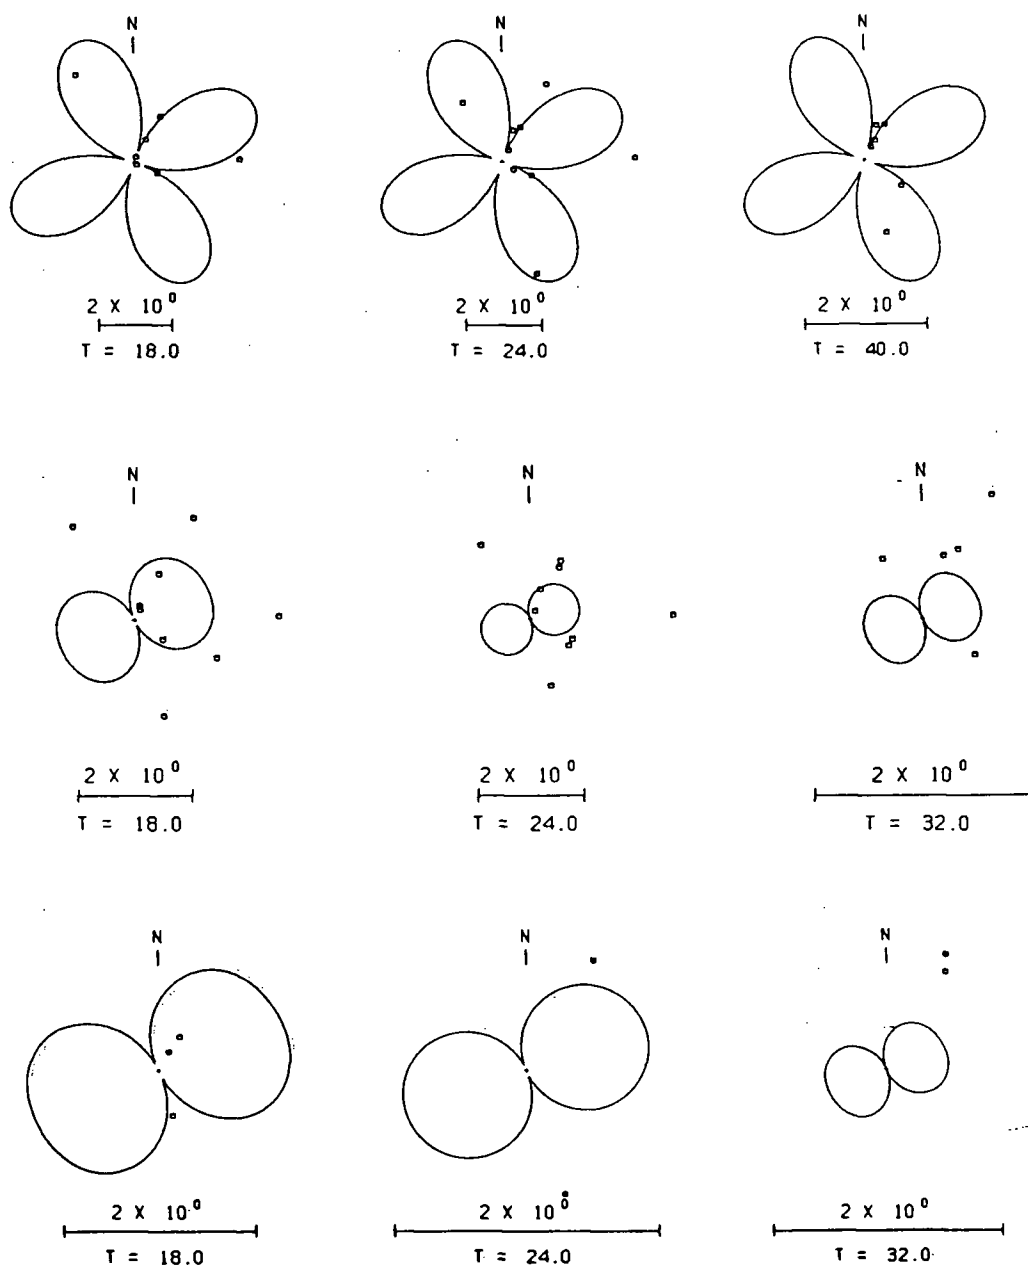 N N N
2 X 10⁰ 2 X 10⁰ 2 X 10⁰
T = 18.0 T = 24.0 T = 40.0
N N N
2 X 10⁰ 2 X 10⁰ 2 X 10⁰
T = 18.0 T = 24.0 T = 32.0
N N N
2 X 10⁰ 2 X 10⁰ 2 X 10⁰
T = 18.0 T = 24.0 T = 32.0